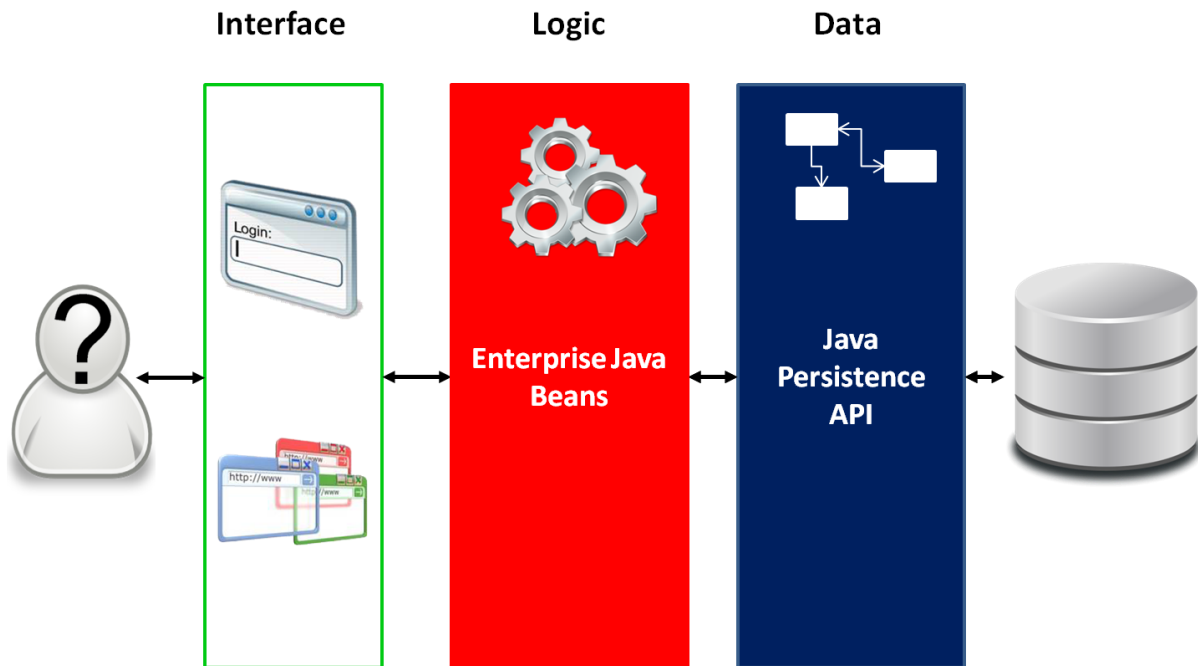 Interface
Logic
Data
Login:
?
http://www
http://www
http://www
Enterprise Java
Beans
Java
Persistence
API